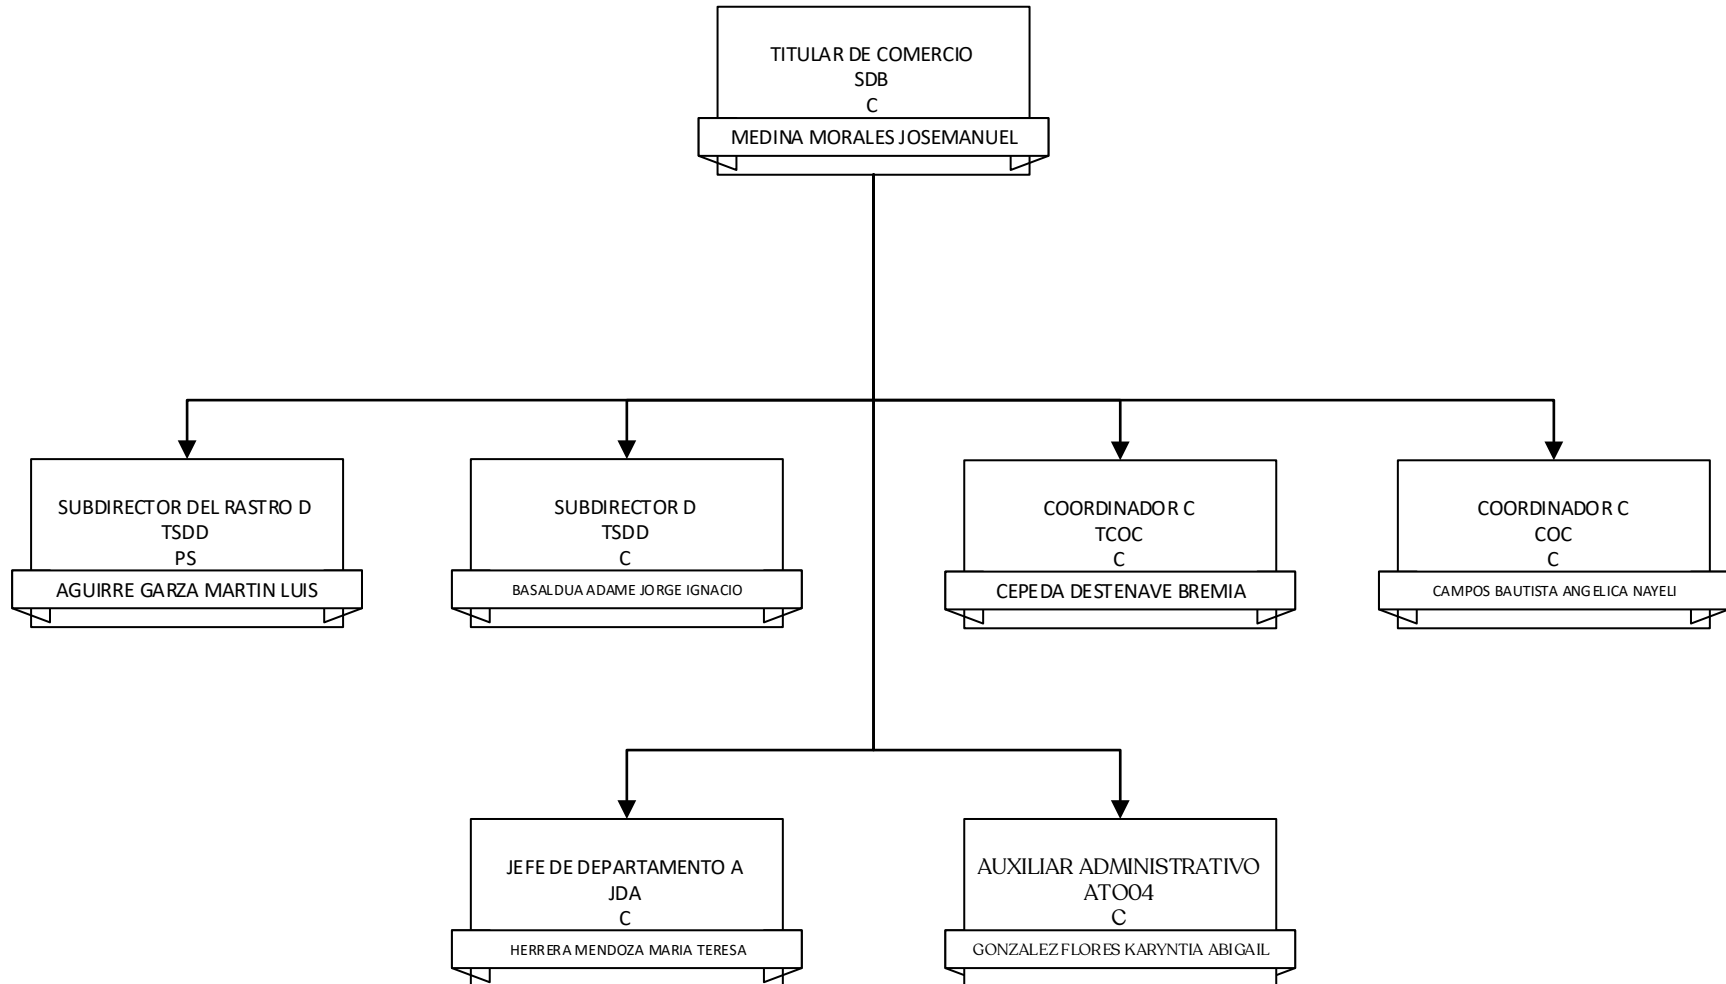 TITULAR DE COMERCIO
SDB
C
MEDINA MORALES JOSEMANUEL
SUBDIRECTOR DEL RASTRO D
TSDD
PS
AGUIRRE GARZA MARTIN LUIS
SUBDIRECTOR D
TSDD
C
BASALDUA ADAME JORGE IGNACIO
COORDINADOR C
TCOC
C
CEPEDA DESTENAVE BREMIA
COORDINADOR C
COC
C
CAMPOS BAUTISTA ANGELICA NAYELI
JEFE DE DEPARTAMENTO A
JDA
C
HERRERA MENDOZA MARIA TERESA
AUXILIAR ADMINISTRATIVO
ATO04
C
GONZALEZ FLORES KARYNTIA ABIGAIL